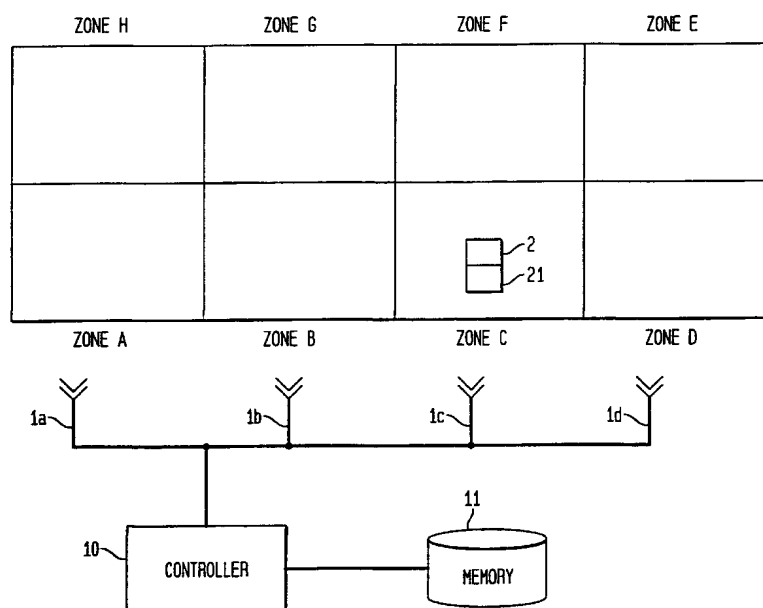 ZONE H ZONE G ZONE F ZONE E
2
21
ZONE A ZONE B ZONE C ZONE D
1a 1b 1c 1d
10 CONTROLLER
11
MEMORY